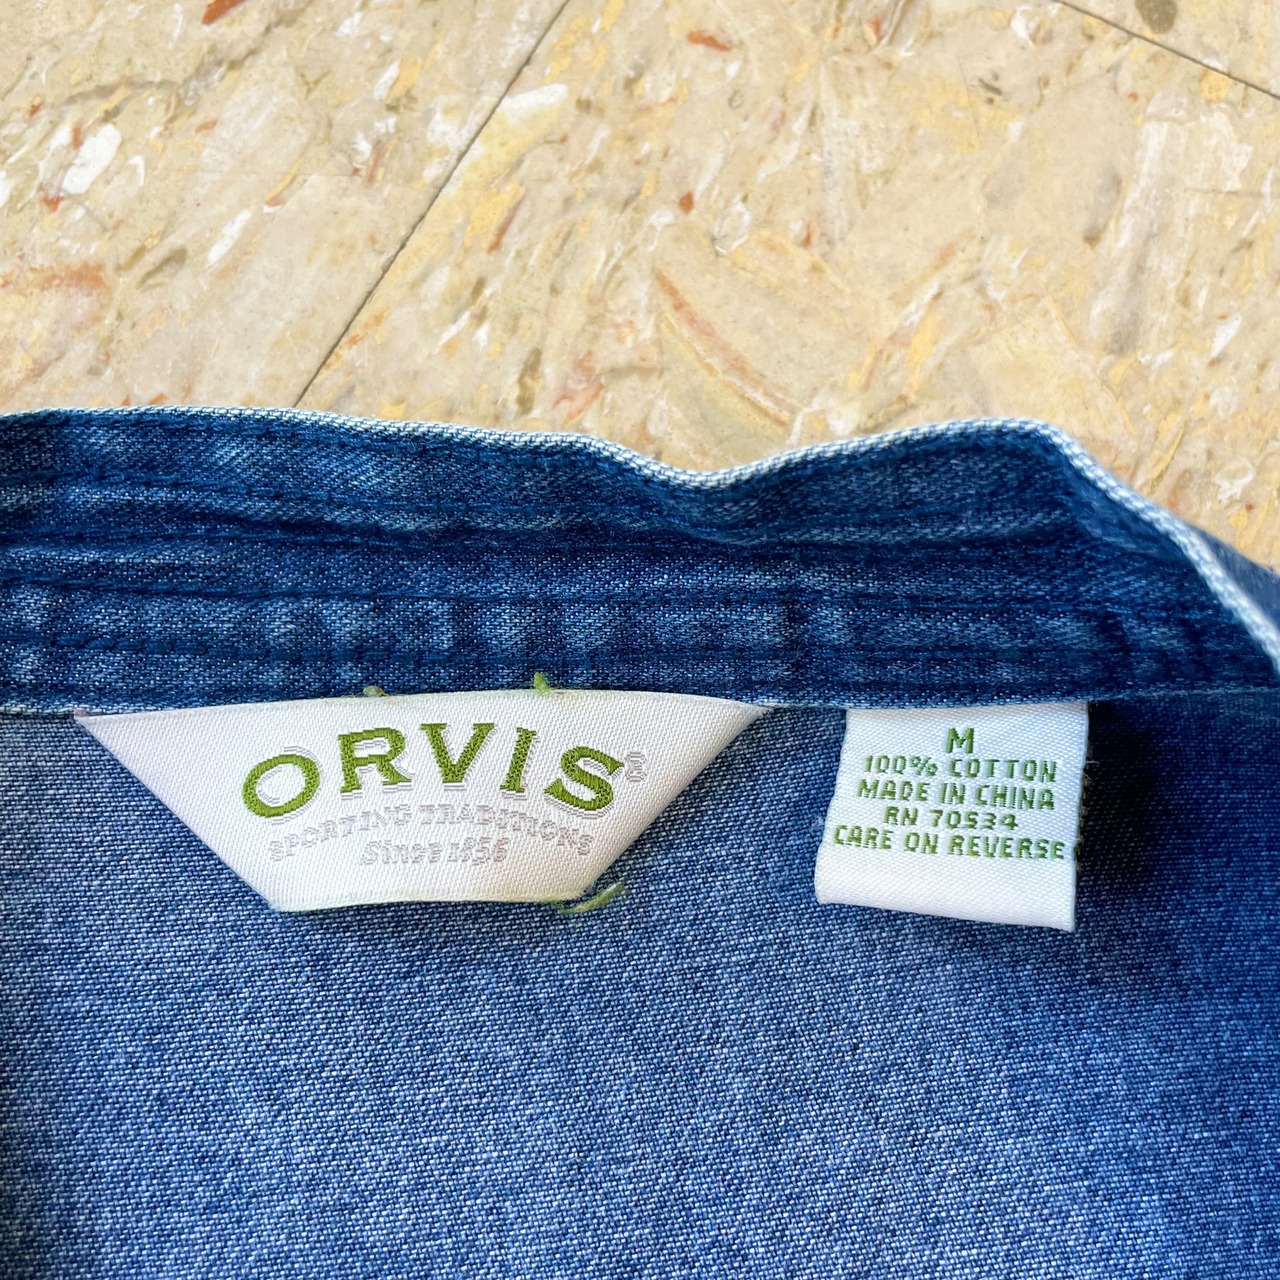 ORVIS®
SPORTING TRADITIONS
Since 1856
M
100% COTTON
MADE IN CHINA
RN 70534
CARE ON REVERSE